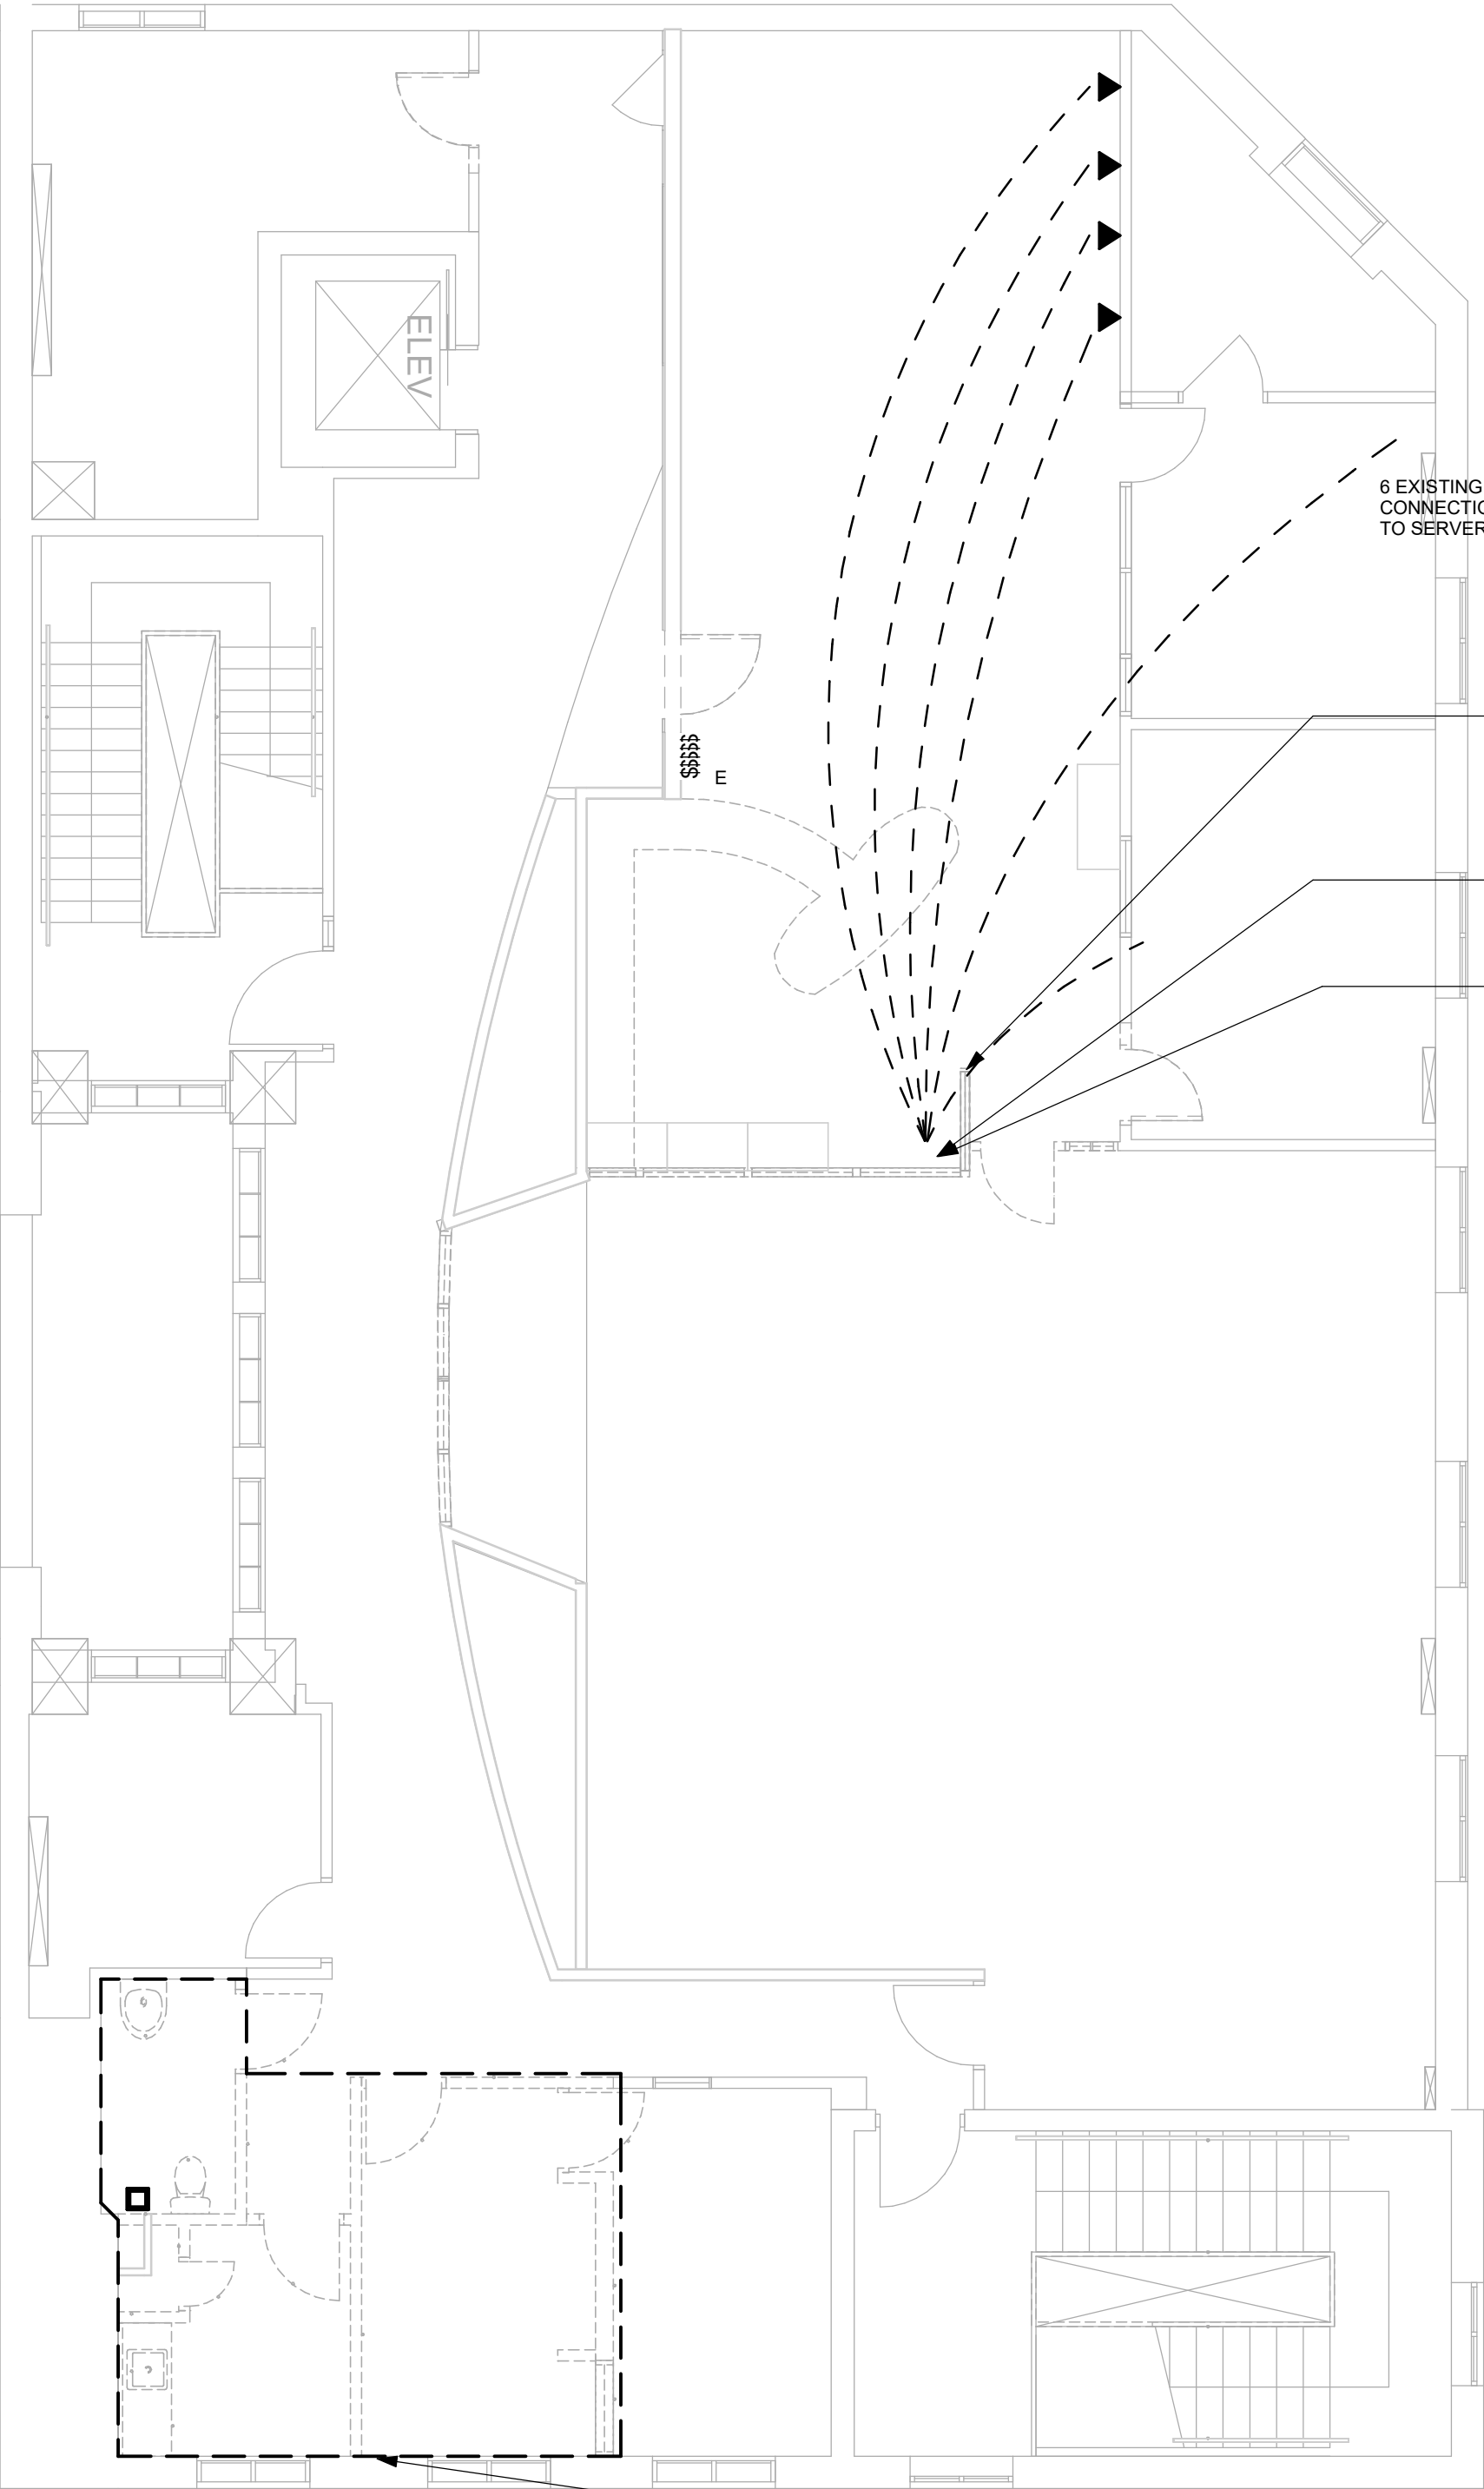 ELEV
6 EXISTING
CONNECTIO
TO SERVER
$$$$$
E